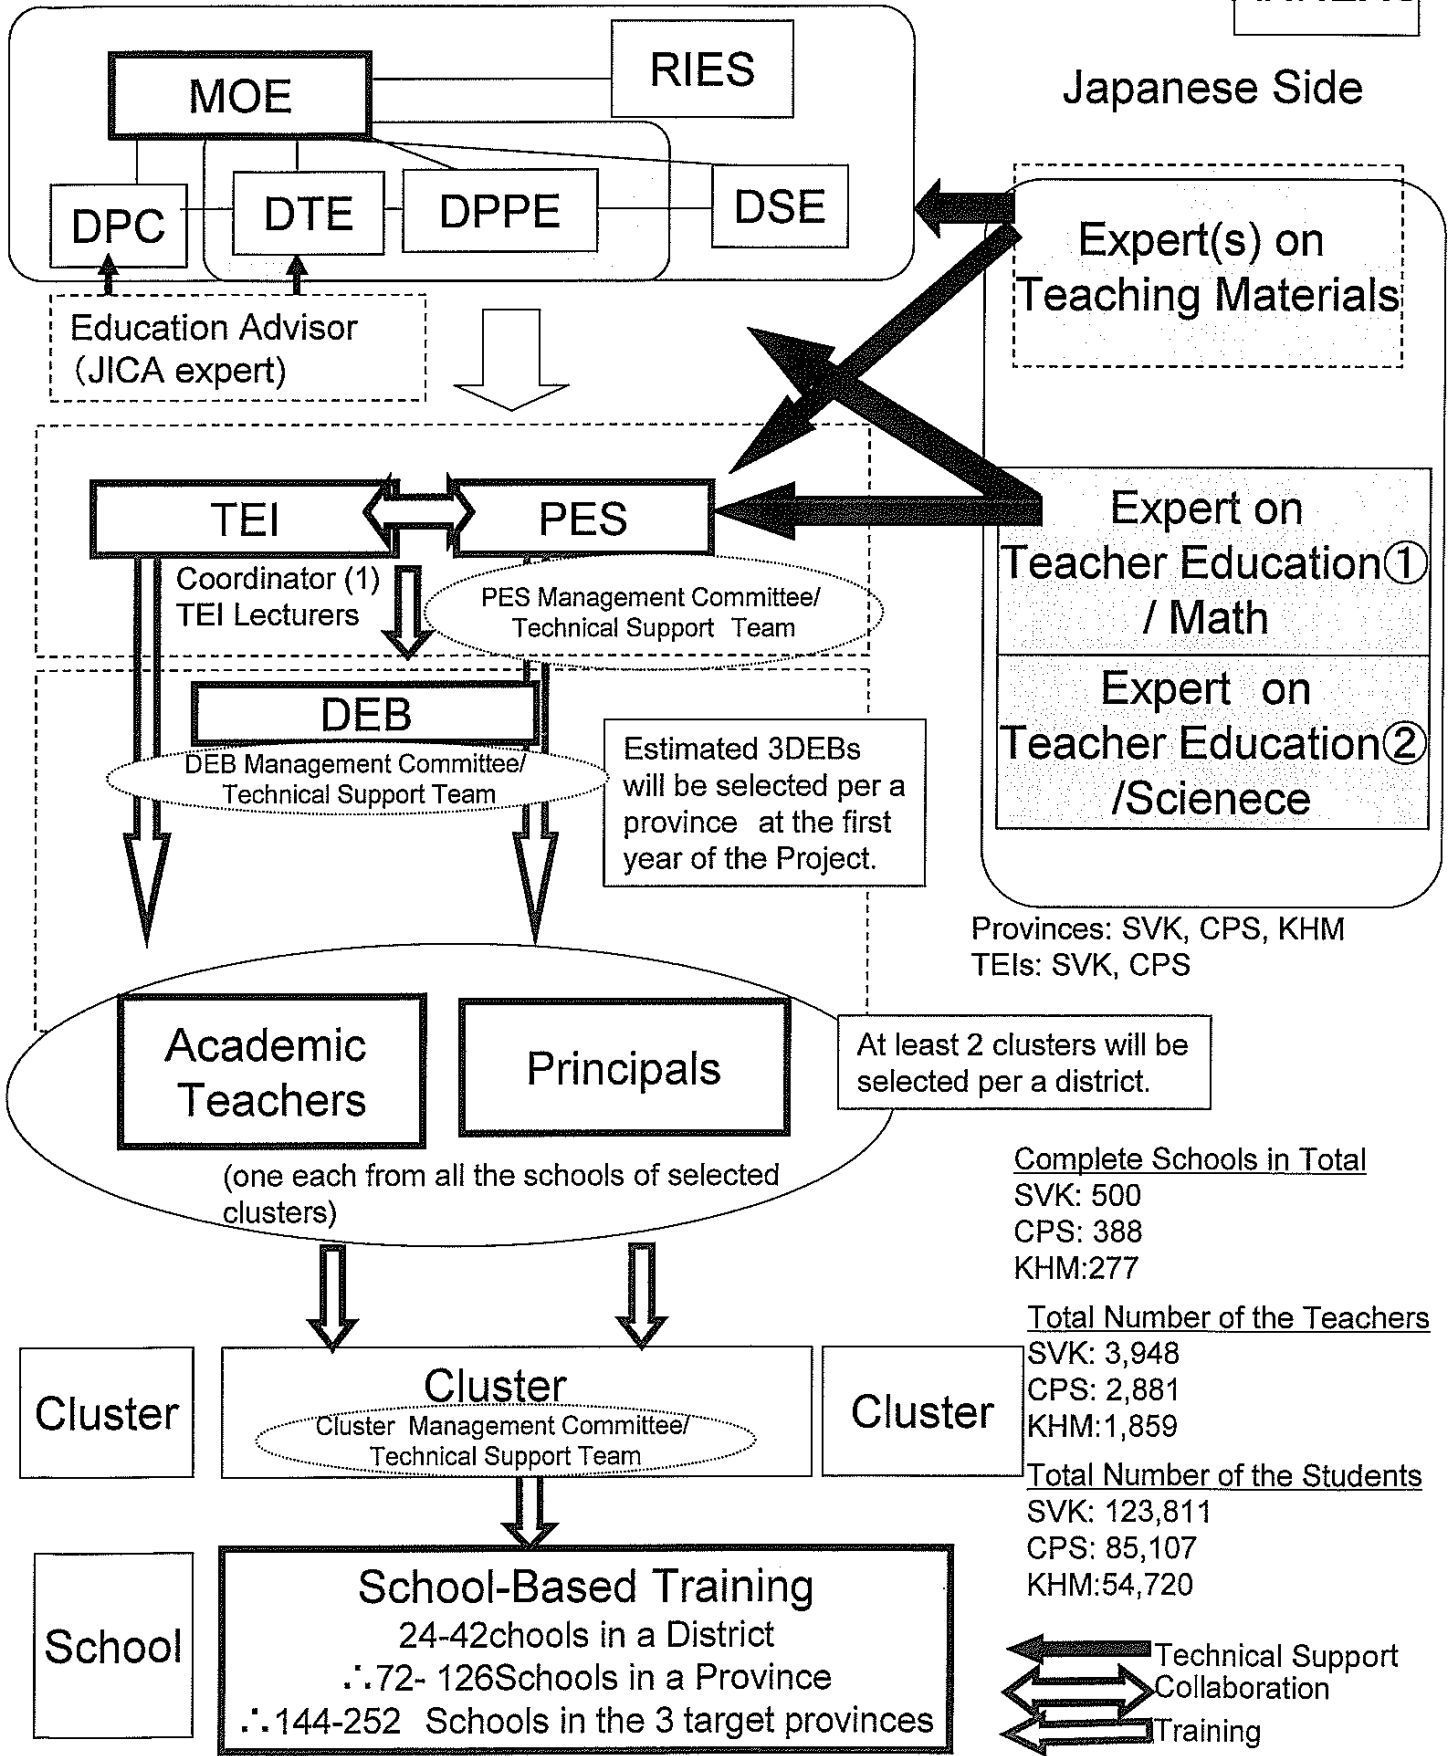 MOE
RIES
Japanese Side
DPC
DTE
DPPE
DSE
Expert(s) on
Teaching Materials
Education Advisor
(JICA expert)
TEI
PES
Coordinator (1)
TEI Lecturers
PES Management Committee/
Technical Support Team
Expert on
Teacher Education①
/ Math
Expert on
Teacher Education②
/Scienece
DEB
DEB Management Committee/
Technical Support Team
Estimated 3DEBs
will be selected per a
province at the first
year of the Project.
Provinces: SVK, CPS, KHM
TEIs: SVK, CPS
Academic
Teachers
Principals
(one each from all the schools of selected
clusters)
At least 2 clusters will be
selected per a district.
Complete Schools in Total
SVK: 500
CPS: 388
KHM:277
Total Number of the Teachers
SVK: 3,948
CPS: 2,881
KHM:1,859
Total Number of the Students
SVK: 123,811
CPS: 85,107
KHM:54,720
Cluster
Cluster
Cluster Management Committee/
Technical Support Team
Cluster
School
School-Based Training
24-42chools in a District
∴72- 126Schools in a Province
∴144-252 Schools in the 3 target provinces
Technical Support
Collaboration
Training